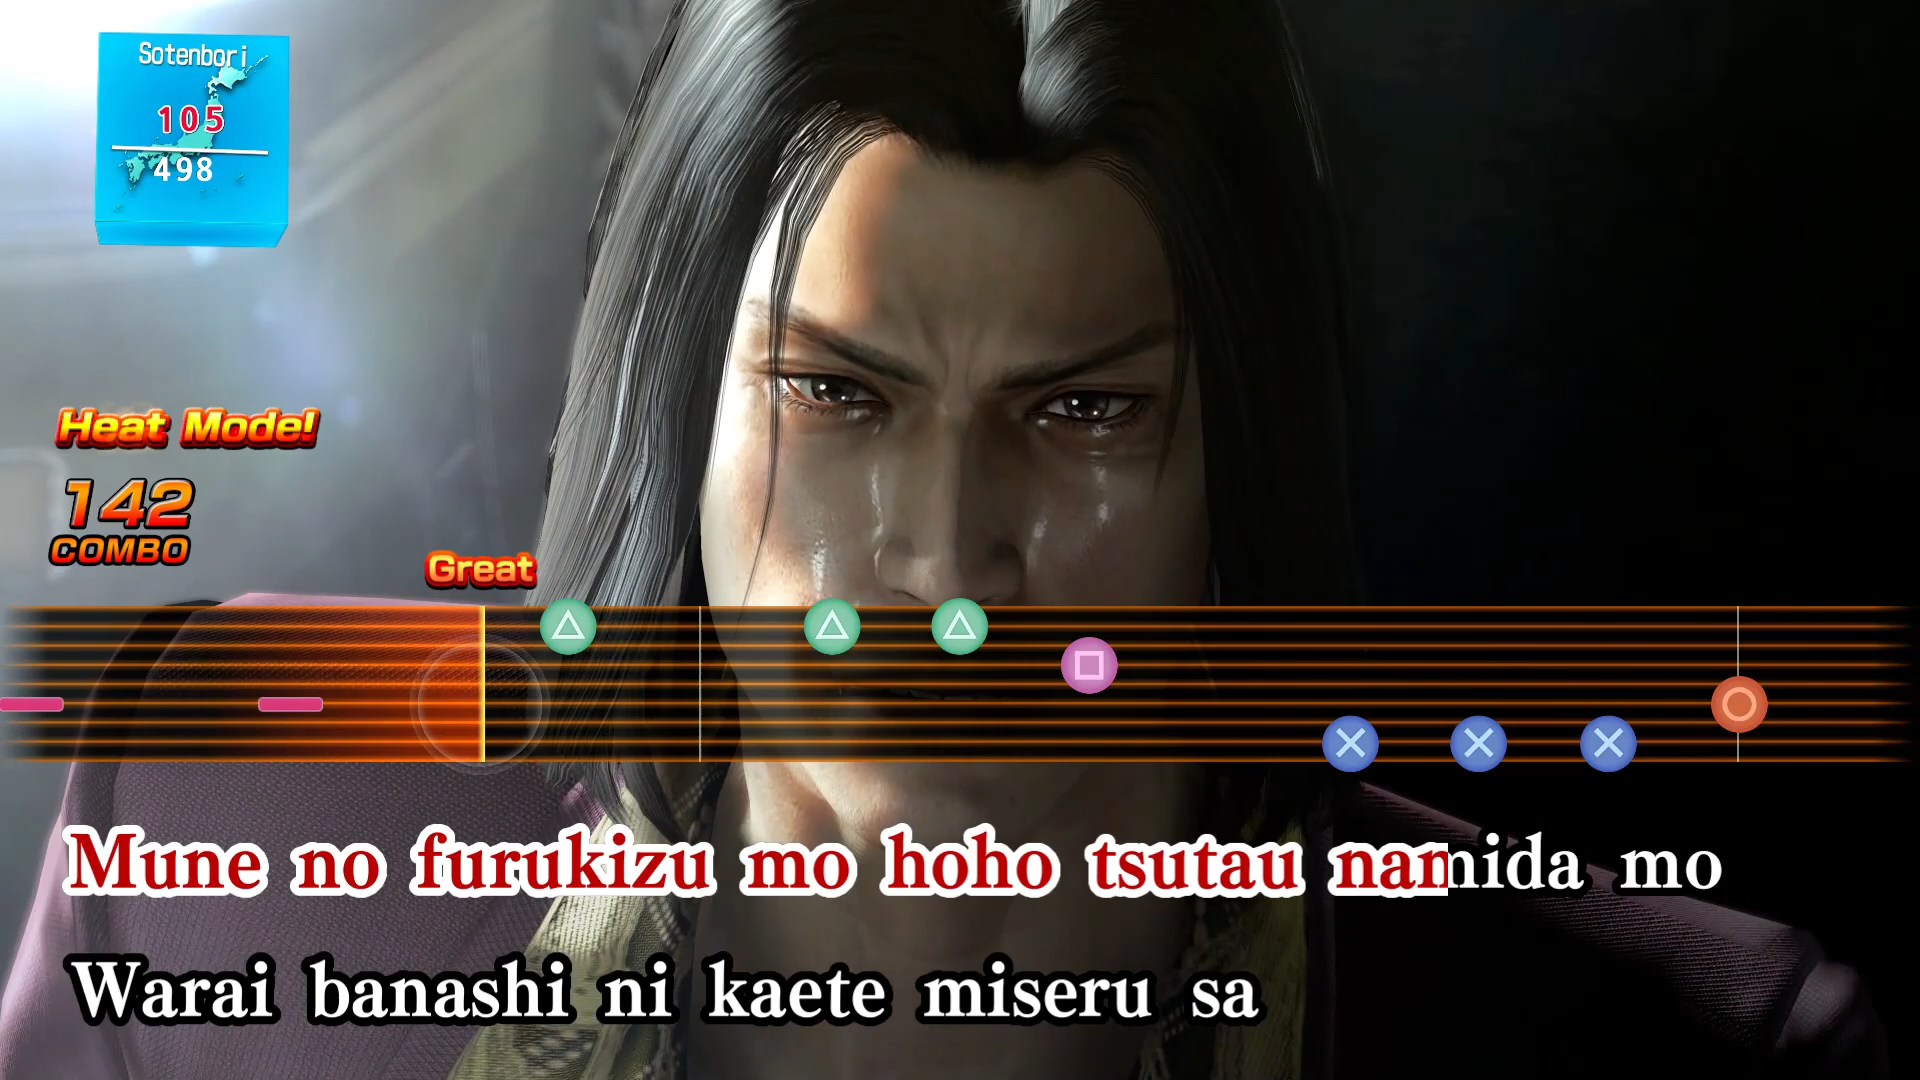 Sotenbori
105
498
Heat Mode!
142
COMBO
Great
Mune no furukizu mo hoho tsutau namida mo
Warai banashi ni kaete miseru sa